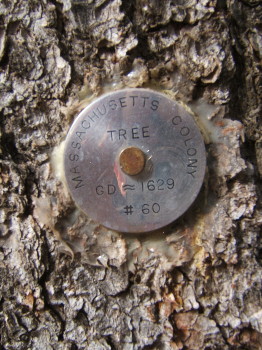 MASSACHUSETTS COLONY
TREE
GD ≈ 1629
# 60